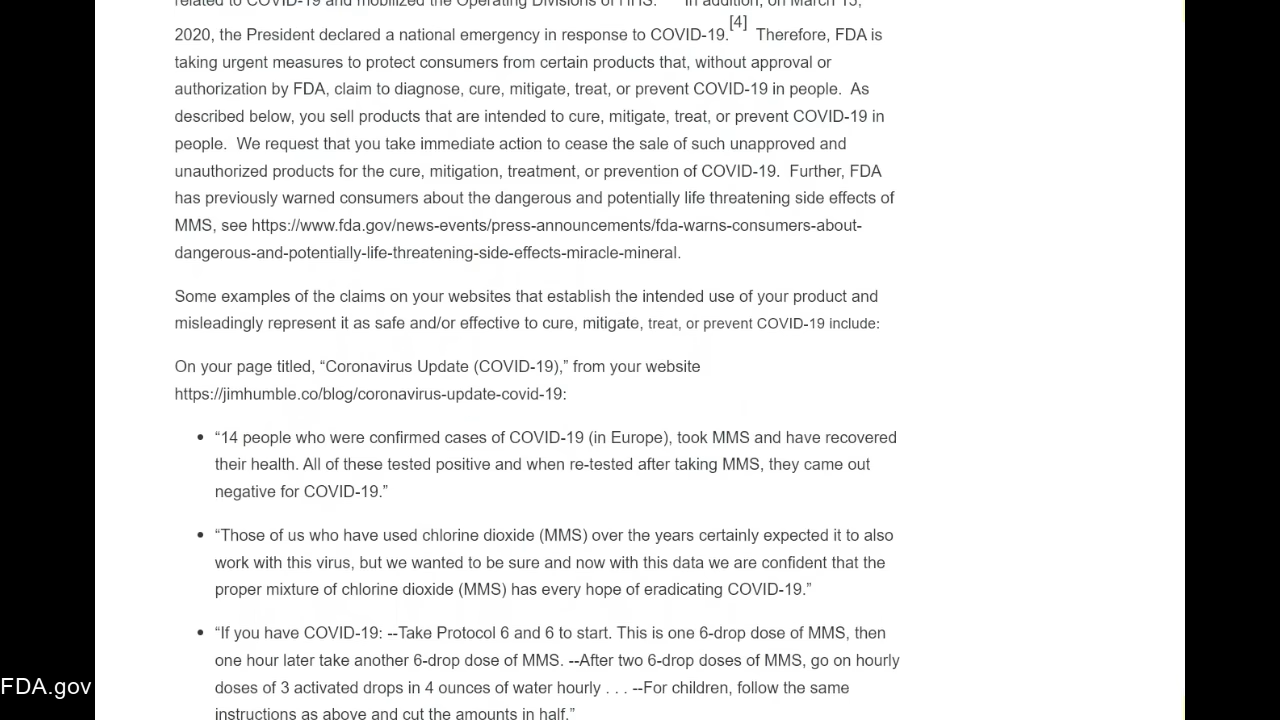 related to COVID-19 and mobilized the Operating Divisions of HHS. In addition, on March 13,
2020, the President declared a national emergency in response to COVID-19.[4] Therefore, FDA is
taking urgent measures to protect consumers from certain products that, without approval or
authorization by FDA, claim to diagnose, cure, mitigate, treat, or prevent COVID-19 in people. As
described below, you sell products that are intended to cure, mitigate, treat, or prevent COVID-19 in
people. We request that you take immediate action to cease the sale of such unapproved and
unauthorized products for the cure, mitigation, treatment, or prevention of COVID-19. Further, FDA
has previously warned consumers about the dangerous and potentially life threatening side effects of
MMS, see https://www.fda.gov/news-events/press-announcements/fda-warns-consumers-about-
dangerous-and-potentially-life-threatening-side-effects-miracle-mineral.
Some examples of the claims on your websites that establish the intended use of your product and
misleadingly represent it as safe and/or effective to cure, mitigate, treat, or prevent COVID-19 include:
On your page titled, “Coronavirus Update (COVID-19),” from your website
https://jimhumble.co/blog/coronavirus-update-covid-19:
• “14 people who were confirmed cases of COVID-19 (in Europe), took MMS and have recovered
their health. All of these tested positive and when re-tested after taking MMS, they came out
negative for COVID-19.”
• “Those of us who have used chlorine dioxide (MMS) over the years certainly expected it to also
work with this virus, but we wanted to be sure and now with this data we are confident that the
proper mixture of chlorine dioxide (MMS) has every hope of eradicating COVID-19.”
• “If you have COVID-19: --Take Protocol 6 and 6 to start. This is one 6-drop dose of MMS, then
one hour later take another 6-drop dose of MMS. --After two 6-drop doses of MMS, go on hourly
doses of 3 activated drops in 4 ounces of water hourly . . . --For children, follow the same
instructions as above and cut the amounts in half.”
FDA.gov